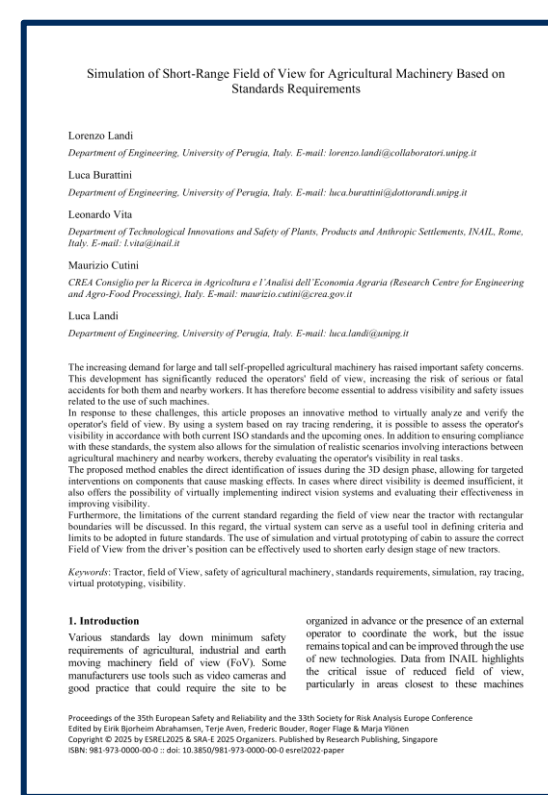 Simulation of Short-Range Field of View for Agricultural Machinery Based on
Standards Requirements
Lorenzo Landi
Department of Engineering, University of Perugia, Italy. E-mail: lorenzo.landi@collaboratori.unipg.it
Luca Burattini
Department of Engineering, University of Perugia, Italy. E-mail: luca.burattini@dottorandi.unipg.it
Leonardo Vita
Department of Technological Innovations and Safety of Plants, Products and Anthropic Settlements, INAIL, Rome,
Italy. E-mail: l.vita@inail.it
Maurizio Cutini
CREA Consiglio per la Ricerca in Agricoltura e l'Analisi dell'Economia Agraria (Research Centre for Engineering
and Agro-Food Processing), Italy. E-mail: maurizio.cutini@crea.gov.it
Luca Landi
Department of Engineering, University of Perugia, Italy. E-mail: luca.landi@unipg.it
The increasing demand for large and tall self-propelled agricultural machinery has raised important safety concerns.
This development has significantly reduced the operators' field of view, increasing the risk of serious or fatal
accidents for both them and nearby workers. It has therefore become essential to address visibility and safety issues
related to the use of such machines.
In response to these challenges, this article proposes an innovative method to virtually analyze and verify the
operator's field of view. By using a system based on ray tracing rendering, it is possible to assess the operator's
visibility in accordance with both current ISO standards and the upcoming ones. In addition to ensuring compliance
with these standards, the system also allows for the simulation of realistic scenarios involving interactions between
agricultural machinery and nearby workers, thereby evaluating the operator's visibility in real tasks.
The proposed method enables the direct identification of issues during the 3D design phase, allowing for targeted
interventions on components that cause masking effects. In cases where direct visibility is deemed insufficient, it
also offers the possibility of virtually implementing indirect vision systems and evaluating their effectiveness in
improving visibility.
Furthermore, the limitations of the current standard regarding the field of view near the tractor with rectangular
boundaries will be discussed. In this regard, the virtual system can serve as a useful tool in defining criteria and
limits to be adopted in future standards. The use of simulation and virtual prototyping of cabin to assure the correct
Field of View from the driver's position can be effectively used to shorten early design stage of new tractors.
Keywords: Tractor, field of View, safety of agricultural machinery, standards requirements, simulation, ray tracing,
virtual prototyping, visibility.
1. Introduction
Various standards lay down minimum safety
requirements of agricultural, industrial and earth
moving machinery field of view (FoV). Some
manufacturers use tools such as video cameras and
good practice that could require the site to be
organized in advance or the presence of an external
operator to coordinate the work, but the issue
remains topical and can be improved through the use
of new technologies. Data from INAIL highlights
the critical issue of reduced field of view,
particularly in areas closest to these machines
Proceedings of the 35th European Safety and Reliability and the 33th Society for Risk Analysis Europe Conference
Edited by Eirik Bjorheim Abrahamsen, Terje Aven, Frederic Bouder, Roger Flage & Marja Ylönen
Copyright © 2025 by ESREL2025 & SRA-E 2025 Organizers. Published by Research Publishing, Singapore
ISBN: 981-973-0000-00-0 :: doi: 10.3850/981-973-0000-00-0 esrel2022-paper